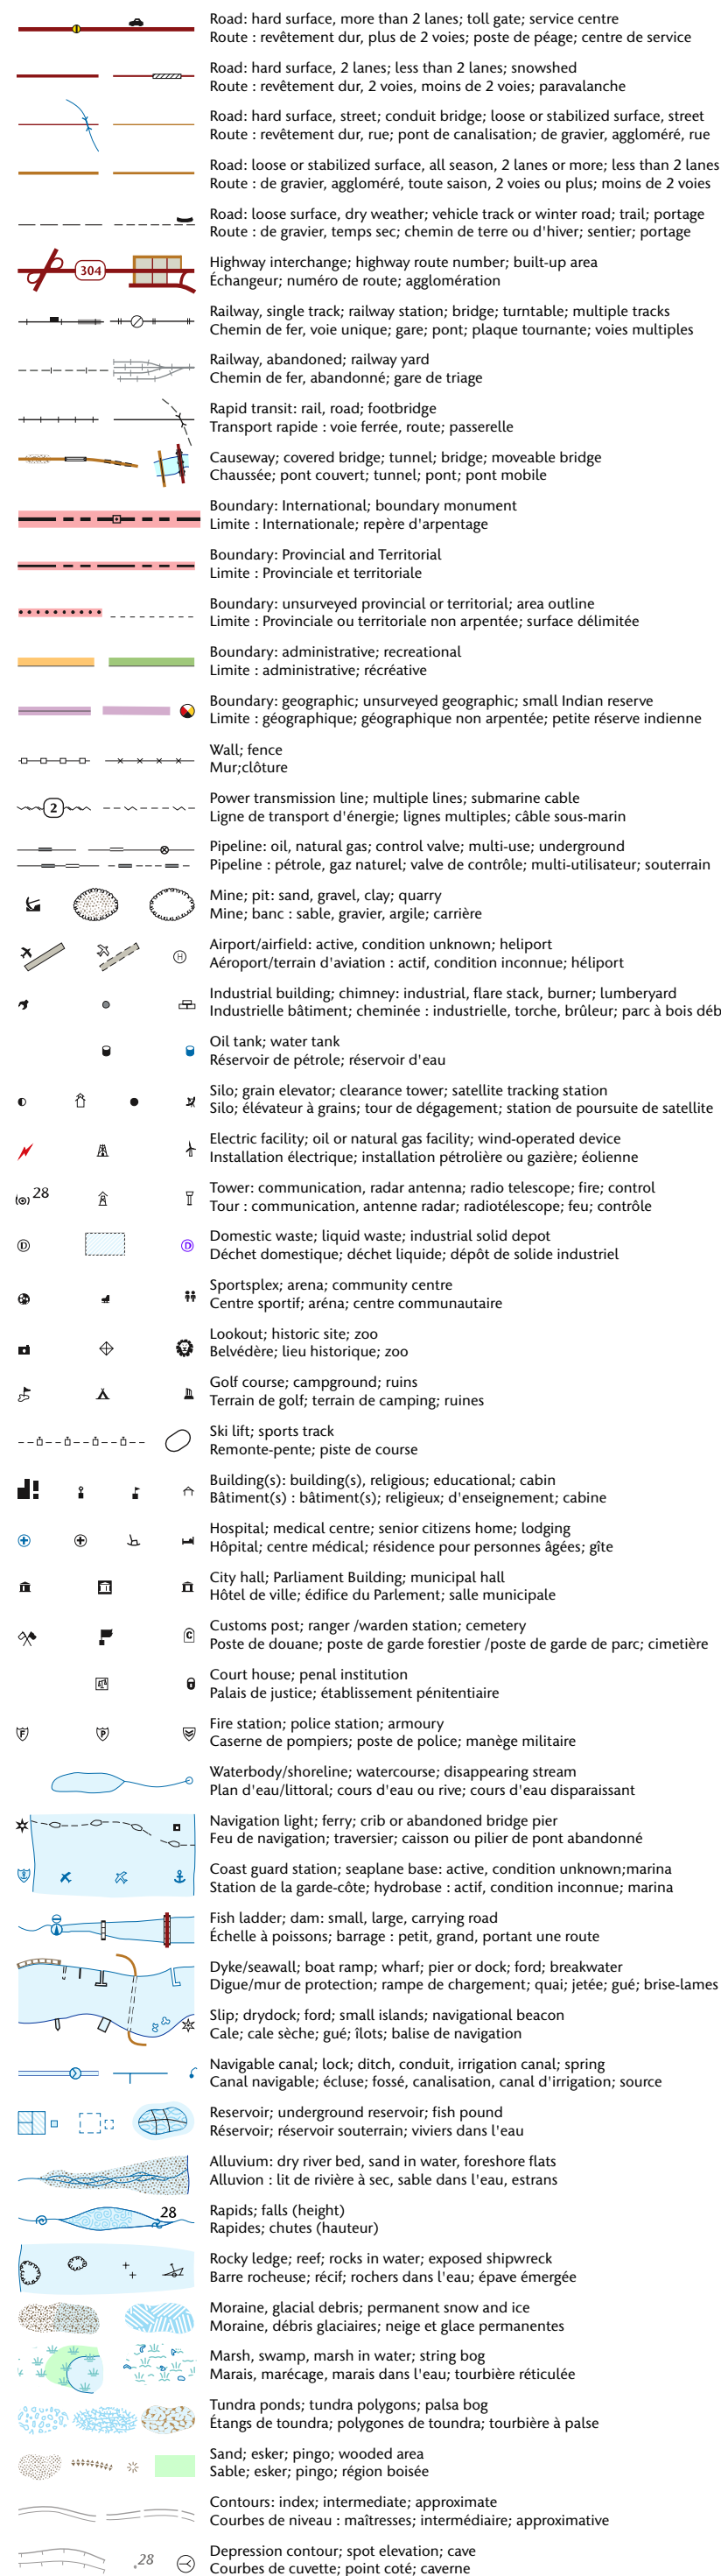 Road: hard surface, more than 2 lanes; toll gate; service centre
Route : revêtement dur, plus de 2 voies; poste de péage; centre de service
Road: hard surface, 2 lanes; less than 2 lanes; snowshed
Route : revêtement dur, 2 voies, moins de 2 voies; paravalanche
Road: hard surface, street; conduit bridge; loose or stabilized surface, street
Route : revêtement dur, rue; pont de canalisation; de gravier, aggloméré, rue
Road: loose or stabilized surface, all season, 2 lanes or more; less than 2 lanes
Route : de gravier, aggloméré, toute saison, 2 voies ou plus; moins de 2 voies
Road: loose surface, dry weather; vehicle track or winter road; trail; portage
Route : de gravier, temps sec; chemin de terre ou d'hiver; sentier; portage
304
Highway interchange; highway route number; built-up area
Échangeur; numéro de route; agglomération
Railway, single track; railway station; bridge; turntable; multiple tracks
Chemin de fer, voie unique; gare; pont; plaque tournante; voies multiples
Railway, abandoned; railway yard
Chemin de fer, abandonné; gare de triage
Rapid transit: rail, road; footbridge
Transport rapide : voie ferrée, route; passerelle
Causeway; covered bridge; tunnel; bridge; moveable bridge
Chaussée; pont couvert; tunnel; pont; pont mobile
Boundary: International; boundary monument
Limite : Internationale; repère d'arpentage
Boundary: Provincial and Territorial
Limite : Provinciale et territoriale
Boundary: unsurveyed provincial or territorial; area outline
Limite : Provinciale ou territoriale non arpentée; surface délimitée
Boundary: administrative; recreational
Limite : administrative; récréative
Boundary: geographic; unsurveyed geographic; small Indian reserve
Limite : géographique; géographique non arpentée; petite réserve indienne
Wall; fence
Mur;clôture
2
Power transmission line; multiple lines; submarine cable
Ligne de transport d'énergie; lignes multiples; câble sous-marin
Pipeline: oil, natural gas; control valve; multi-use; underground
Pipeline : pétrole, gaz naturel; valve de contrôle; multi-utilisateur; souterrain
Mine; pit: sand, gravel, clay; quarry
Mine; banc : sable, gravier, argile; carrière
H
Airport/airfield: active, condition unknown; heliport
Aéroport/terrain d'aviation : actif, condition inconnue; héliport
Industrial building; chimney: industrial, flare stack, burner; lumberyard
Industrielle bâtiment; cheminée : industrielle, torche, brûleur; parc à bois déb
Oil tank; water tank
Réservoir de pétrole; réservoir d'eau
Silo; grain elevator; clearance tower; satellite tracking station
Silo; élévateur à grains; tour de dégagement; station de poursuite de satellite
Electric facility; oil or natural gas facility; wind-operated device
Installation électrique; installation pétrolière ou gazière; éolienne
28
Tower: communication, radar antenna; radio telescope; fire; control
Tour : communication, antenne radar; radiotélescope; feu; contrôle
D D
Domestic waste; liquid waste; industrial solid depot
Déchet domestique; déchet liquide; dépôt de solide industriel
Sportsplex; arena; community centre
Centre sportif; aréna; centre communautaire
Lookout; historic site; zoo
Belvédère; lieu historique; zoo
Golf course; campground; ruins
Terrain de golf; terrain de camping; ruines
Ski lift; sports track
Remonte-pente; piste de course
Building(s): building(s), religious; educational; cabin
Bâtiment(s) : bâtiment(s); religieux; d'enseignement; cabine
Hospital; medical centre; senior citizens home; lodging
Hôpital; centre médical; résidence pour personnes âgées; gîte
City hall; Parliament Building; municipal hall
Hôtel de ville; édifice du Parlement; salle municipale
C
Customs post; ranger /warden station; cemetery
Poste de douane; poste de garde forestier /poste de garde de parc; cimetière
Court house; penal institution
Palais de justice; établissement pénitentiaire
F P
Fire station; police station; armoury
Caserne de pompiers; poste de police; manège militaire
Waterbody/shoreline; watercourse; disappearing stream
Plan d'eau/littoral; cours d'eau ou rive; cours d'eau disparaissant
Navigation light; ferry; crib or abandoned bridge pier
Feu de navigation; traversier; caisson ou pilier de pont abandonné
Coast guard station; seaplane base: active, condition unknown;marina
Station de la garde-côte; hydrobase : actif, condition inconnue; marina
Fish ladder; dam: small, large, carrying road
Échelle à poissons; barrage : petit, grand, portant une route
Dyke/seawall; boat ramp; wharf; pier or dock; ford; breakwater
Digue/mur de protection; rampe de chargement; quai; jetée; gué; brise-lames
Slip; drydock; ford; small islands; navigational beacon
Cale; cale sèche; gué; îlots; balise de navigation
Navigable canal; lock; ditch, conduit, irrigation canal; spring
Canal navigable; écluse; fossé, canalisation, canal d'irrigation; source
Reservoir; underground reservoir; fish pound
Réservoir; réservoir souterrain; viviers dans l'eau
Alluvium: dry river bed, sand in water, foreshore flats
Alluvion : lit de rivière à sec, sable dans l'eau, estrans
28
Rapids; falls (height)
Rapides; chutes (hauteur)
Rocky ledge; reef; rocks in water; exposed shipwreck
Barre rocheuse; récif; rochers dans l'eau; épave émergée
Moraine, glacial debris; permanent snow and ice
Moraine, débris glaciaires; neige et glace permanentes
Marsh, swamp, marsh in water; string bog
Marais, marécage, marais dans l'eau; tourbière réticulée
Tundra ponds; tundra polygons; palsa bog
Étangs de toundra; polygones de toundra; tourbière à palse
Sand; esker; pingo; wooded area
Sable; esker; pingo; région boisée
Contours: index; intermediate; approximate
Courbes de niveau : maîtresses; intermédiaire; approximative
.28
Depression contour; spot elevation; cave
Courbes de cuvette; point coté; caverne